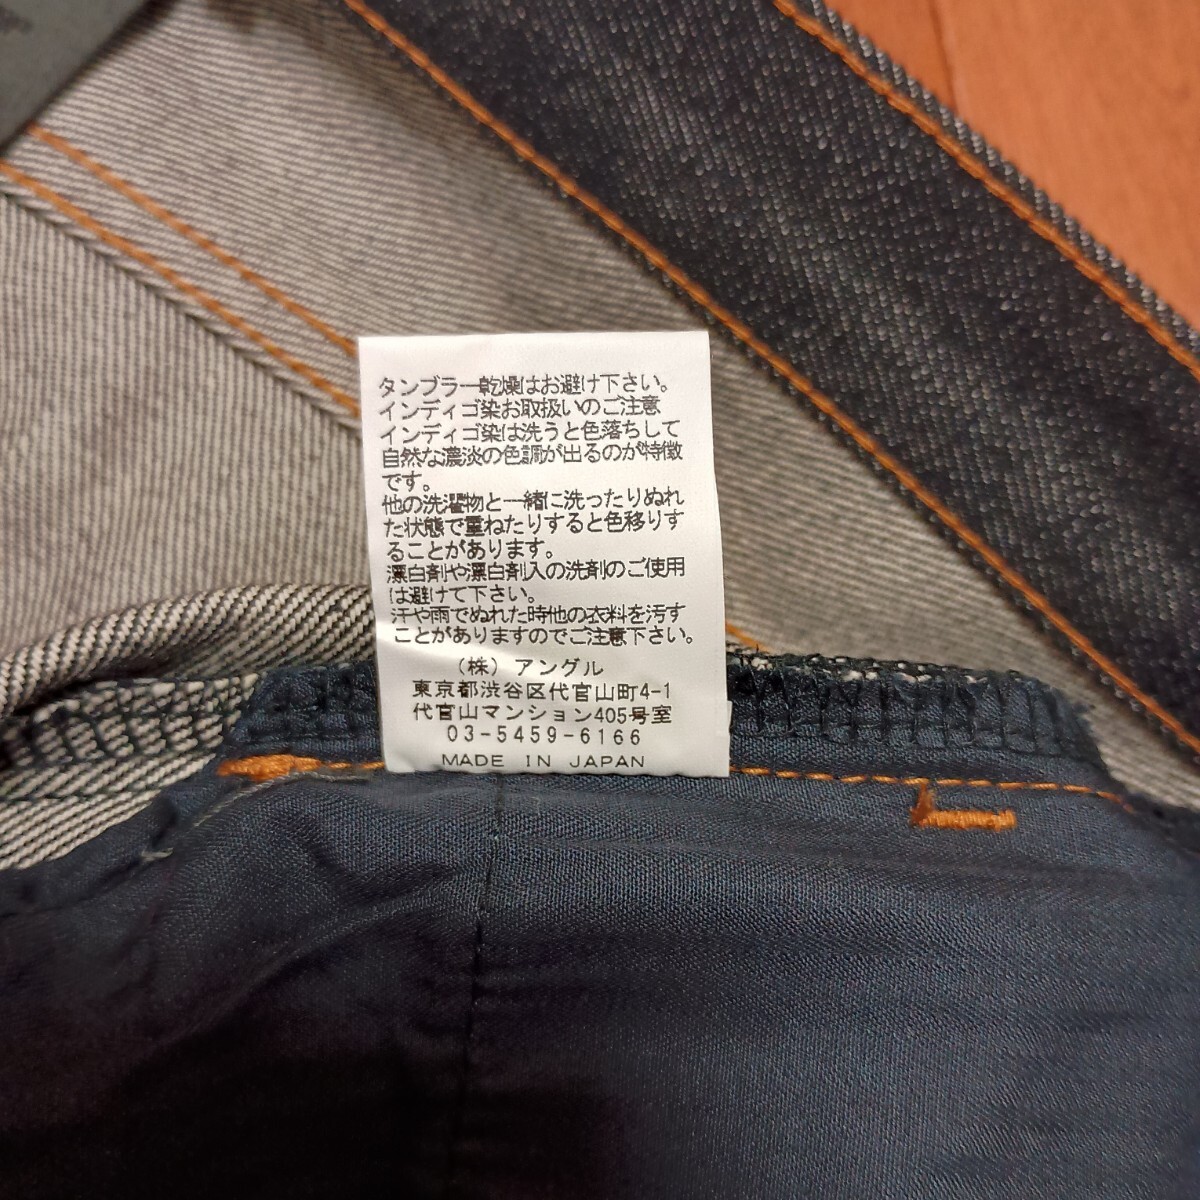 タンブラー乾燥はお避け下さい。
インディゴ染お取扱いのご注意
インディゴ染は洗うと色落ちして
自然な濃淡の色調が出るのが特徴
です。
他の洗濯物と一緒に洗ったりぬれ
た状態で重ねたりすると色移りす
ることがあります。
漂白剤や漂白剤入の洗剤のご使用
は避けて下さい。
汗や雨でぬれた時他の衣料を汚す
ことがありますのでご注意下さい。
(株) アングル
東京都渋谷区代官山町4-1
代官山マンション405号室
03-5459-6166
MADE IN JAPAN